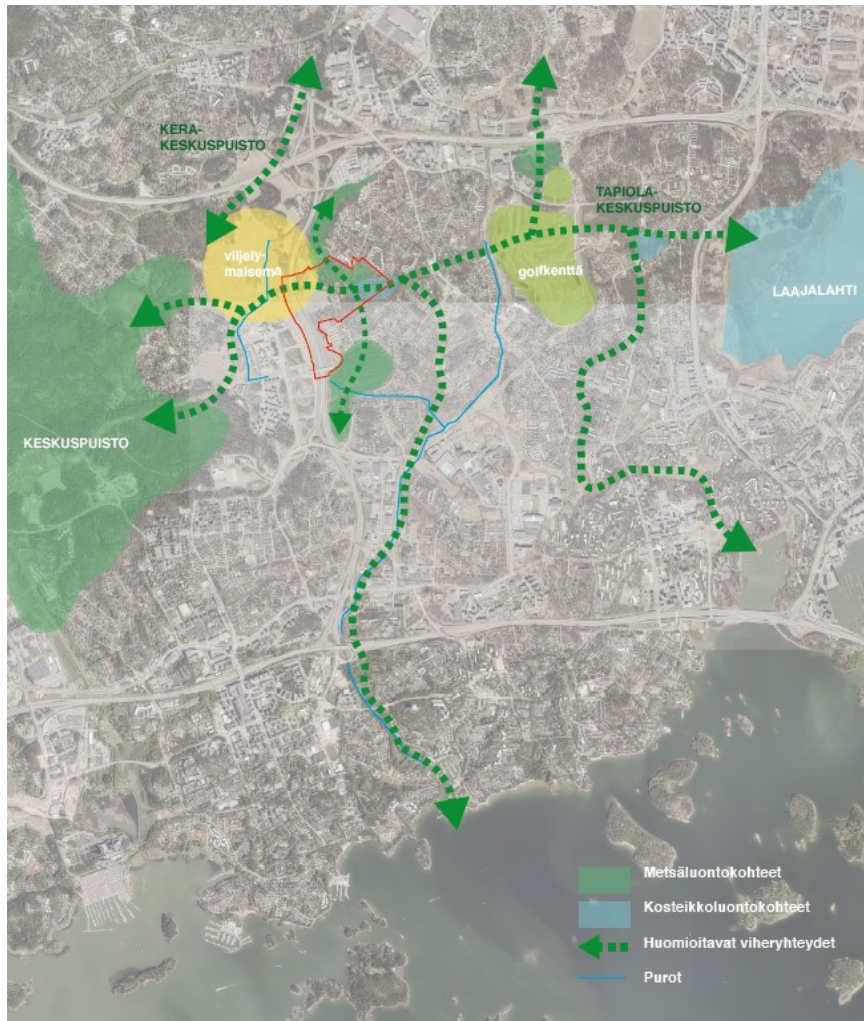 KERA-
KESKUSPUISTO
TAPIOLA-
KESKUSPUISTO
viljely-
maisema
golfkenttä
LAAJALAHTI
KESKUSPUISTO
Metsäluontokohteet
Kosteikkoluontokohteet
Huomioitavat viheryhteydet
Purot